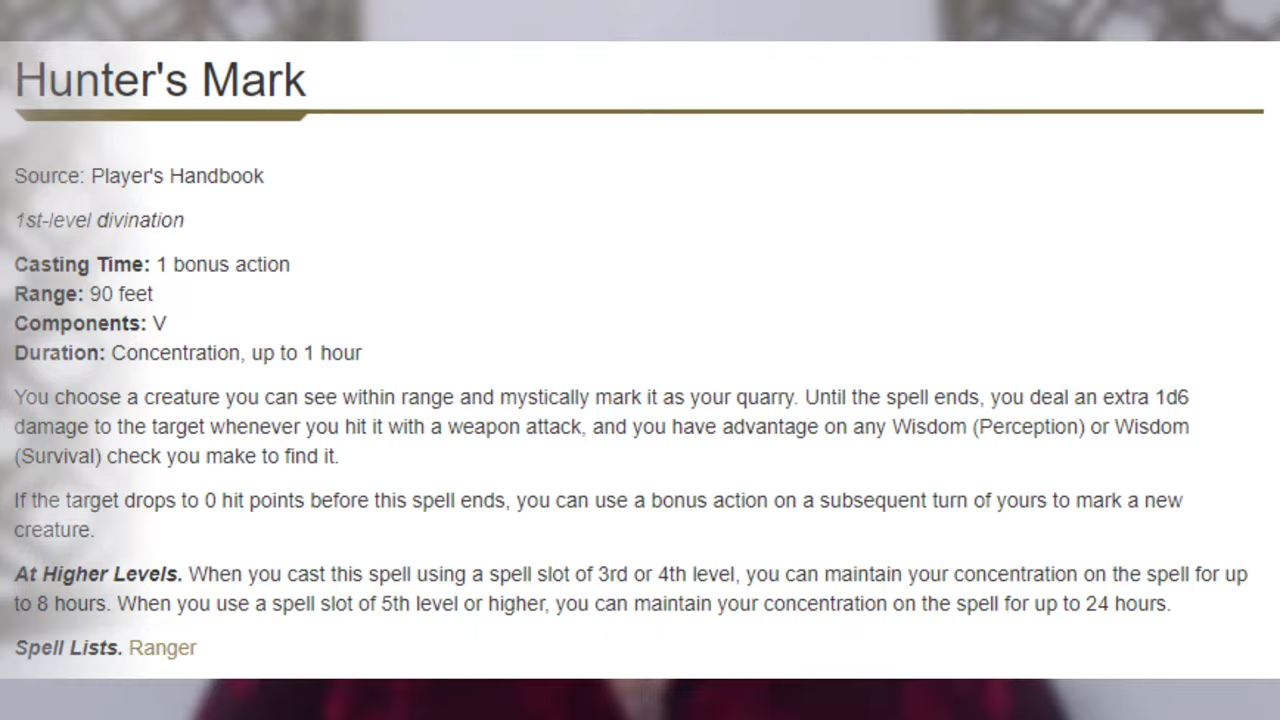 Hunter's Mark
Source: Player's Handbook
1st-level divination
Casting Time: 1 bonus action
Range: 90 feet
Components: V
Duration: Concentration, up to 1 hour
You choose a creature you can see within range and mystically mark it as your quarry. Until the spell ends, you deal an extra 1d6
damage to the target whenever you hit it with a weapon attack, and you have advantage on any Wisdom (Perception) or Wisdom
(Survival) check you make to find it.
If the target drops to 0 hit points before this spell ends, you can use a bonus action on a subsequent turn of yours to mark a new
creature.
At Higher Levels. When you cast this spell using a spell slot of 3rd or 4th level, you can maintain your concentration on the spell for up
to 8 hours. When you use a spell slot of 5th level or higher, you can maintain your concentration on the spell for up to 24 hours.
Spell Lists. Ranger